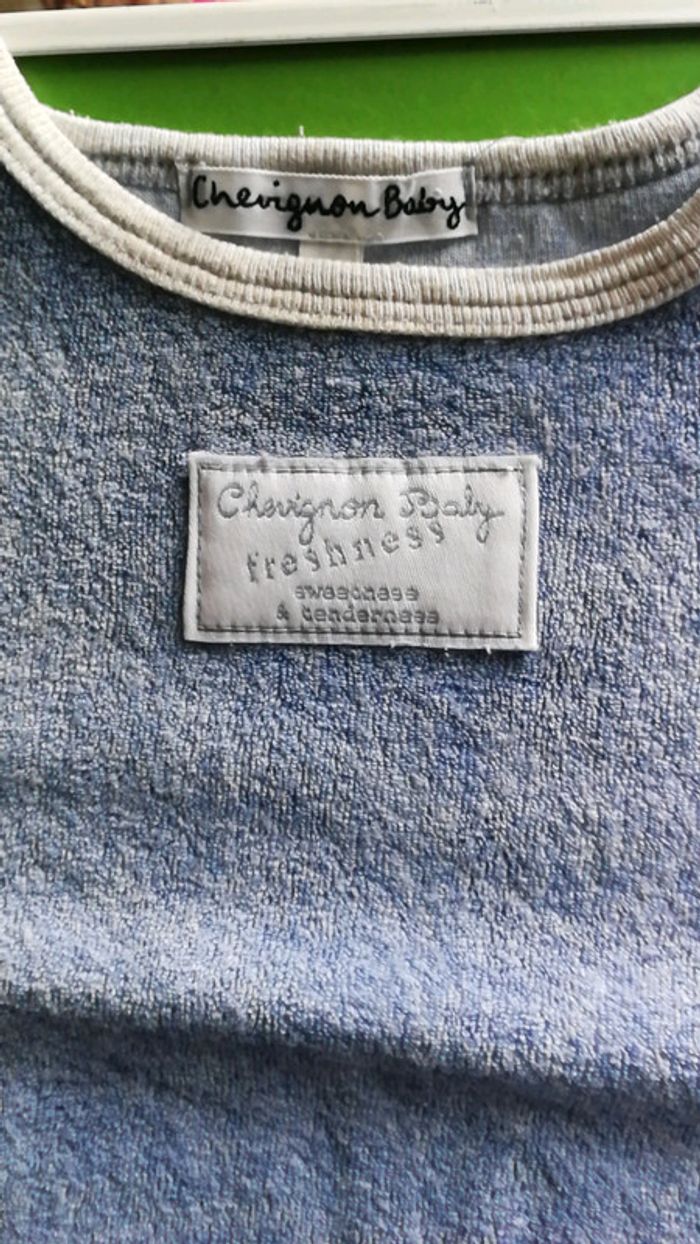 Chevignon Baby
Chevignon Baby
freshness
sweetness
& tenderness